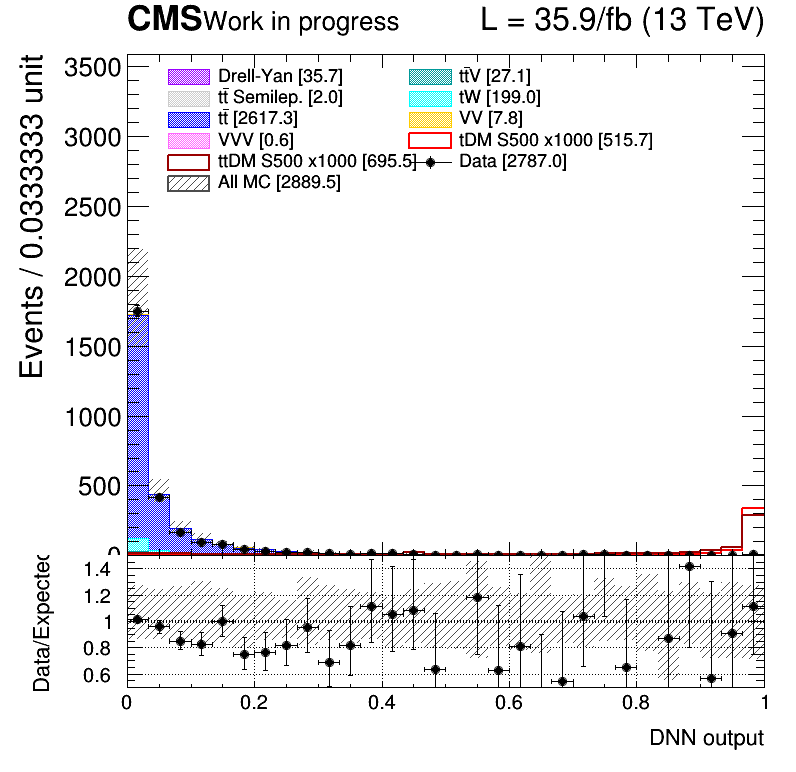 CMS Work in progress L = 35.9/fb (13 TeV)
Events / 0.0333333 unit
3500
3000
2500
2000
1500
1000
500
0
Drell-Yan [35.7]
tt̄V [27.1]
tt̄ Semilep. [2.0]
tW [199.0]
tt̄ [2617.3]
VV [7.8]
VVV [0.6]
tDM S500 x1000 [515.7]
ttDM S500 x1000 [695.5]
Data [2787.0]
All MC [2889.5]
Data/Expected
1.4
1.2
1
0.8
0.6
0 0.2 0.4 0.6 0.8 1
DNN output